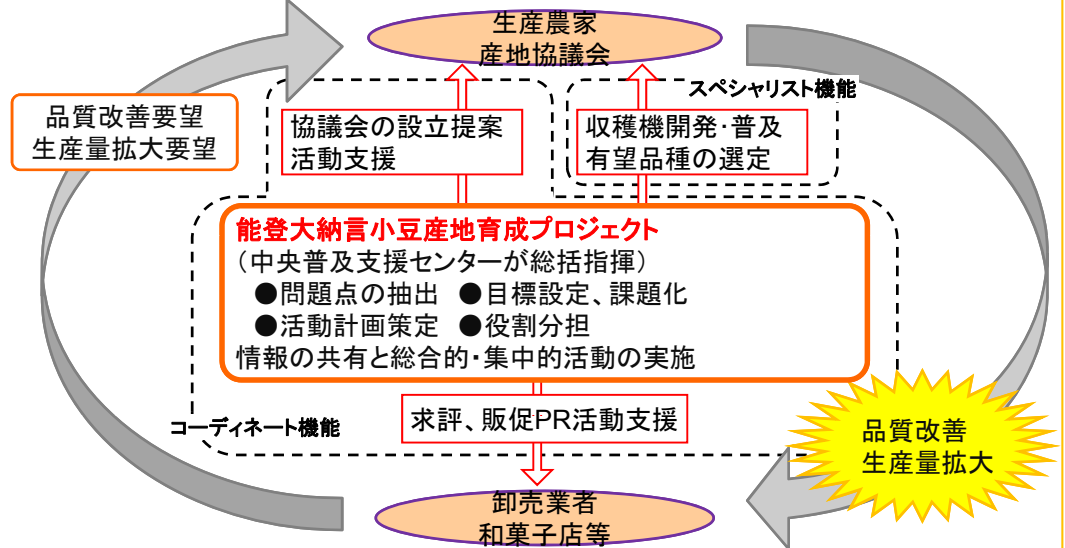 生産農家
産地協議会
スペシャリスト機能
品質改善要望
生産量拡大要望
協議会の設立提案
活動支援
収穫機開発・普及
有望品種の選定
能登大納言小豆産地育成プロジェクト
（中央普及支援センターが総括指揮）
●問題点の抽出　●目標設定、課題化
●活動計画策定　●役割分担
情報の共有と総合的・集中的活動の実施
コーディネート機能
求評、販促PR活動支援
品質改善
生産量拡大
卸売業者
和菓子店等